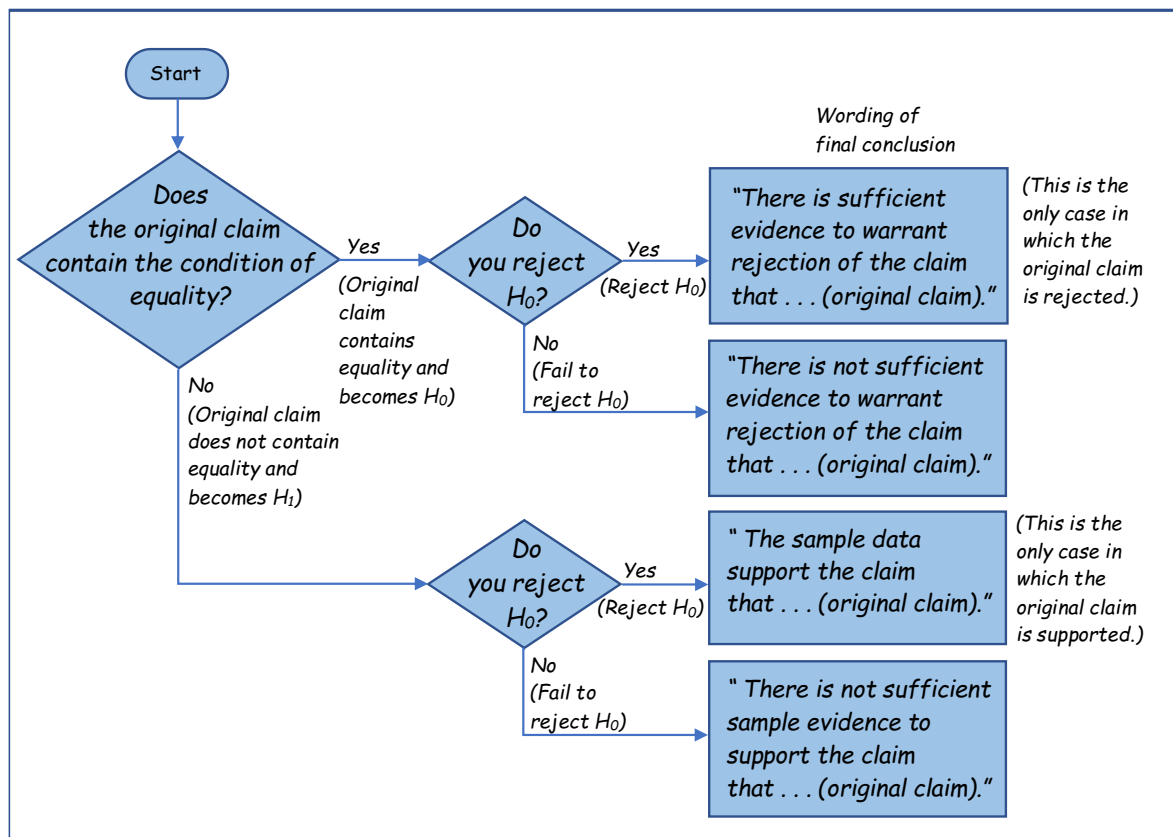 Start
Does
the original claim
contain the condition of
equality?
Yes
(Original
claim
contains
equality and
becomes H₀)
No
(Original claim
does not contain
equality and
becomes H₁)
Do
you reject
H₀?
Yes
(Reject H₀)
No
(Fail to
reject H₀)
Wording of
final conclusion
“There is sufficient
evidence to warrant
rejection of the claim
that . . . (original claim).”
(This is the
only case in
which the
original claim
is rejected.)
“There is not sufficient
evidence to warrant
rejection of the claim
that . . . (original claim).”
Do
you reject
H₀?
Yes
(Reject H₀)
No
(Fail to
reject H₀)
“ The sample data
support the claim
that . . . (original claim).”
(This is the
only case in
which the
original claim
is supported.)
“ There is not sufficient
sample evidence to
support the claim
that . . . (original claim).”